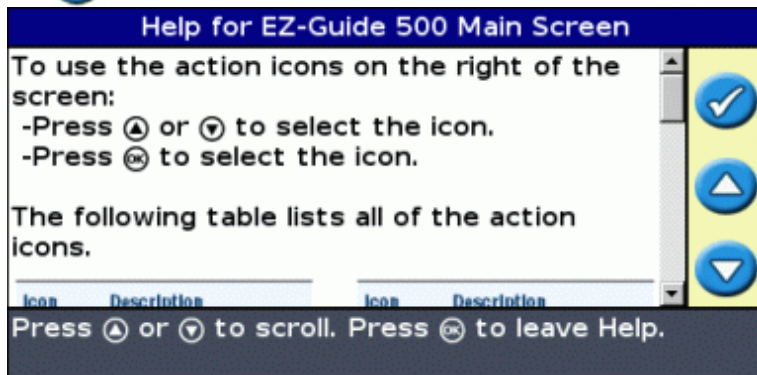 Help for EZ-Guide 500 Main Screen
To use the action icons on the right of the
screen:
-Press or to select the icon.
-Press OK to select the icon.
The following table lists all of the action
icons.
Icon Description Icon Description
Press or to scroll. Press OK to leave Help.